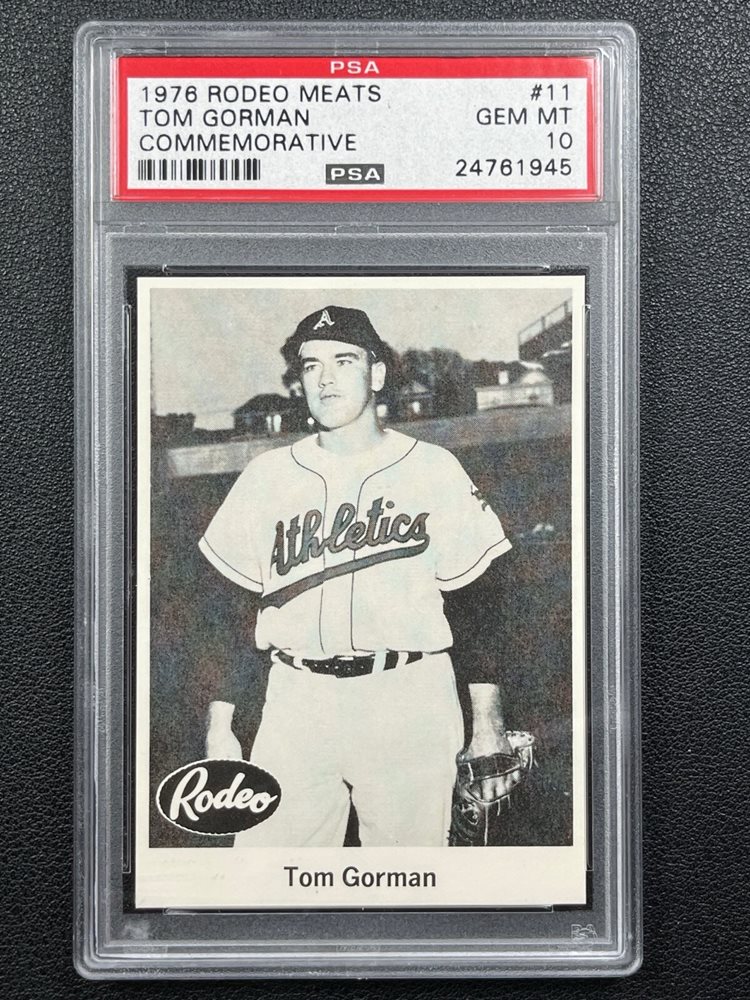 PSA
1976 RODEO MEATS #11
TOM GORMAN GEM MT
COMMEMORATIVE 10
PSA 24761945
A
Athletics
Rodeo
Tom Gorman